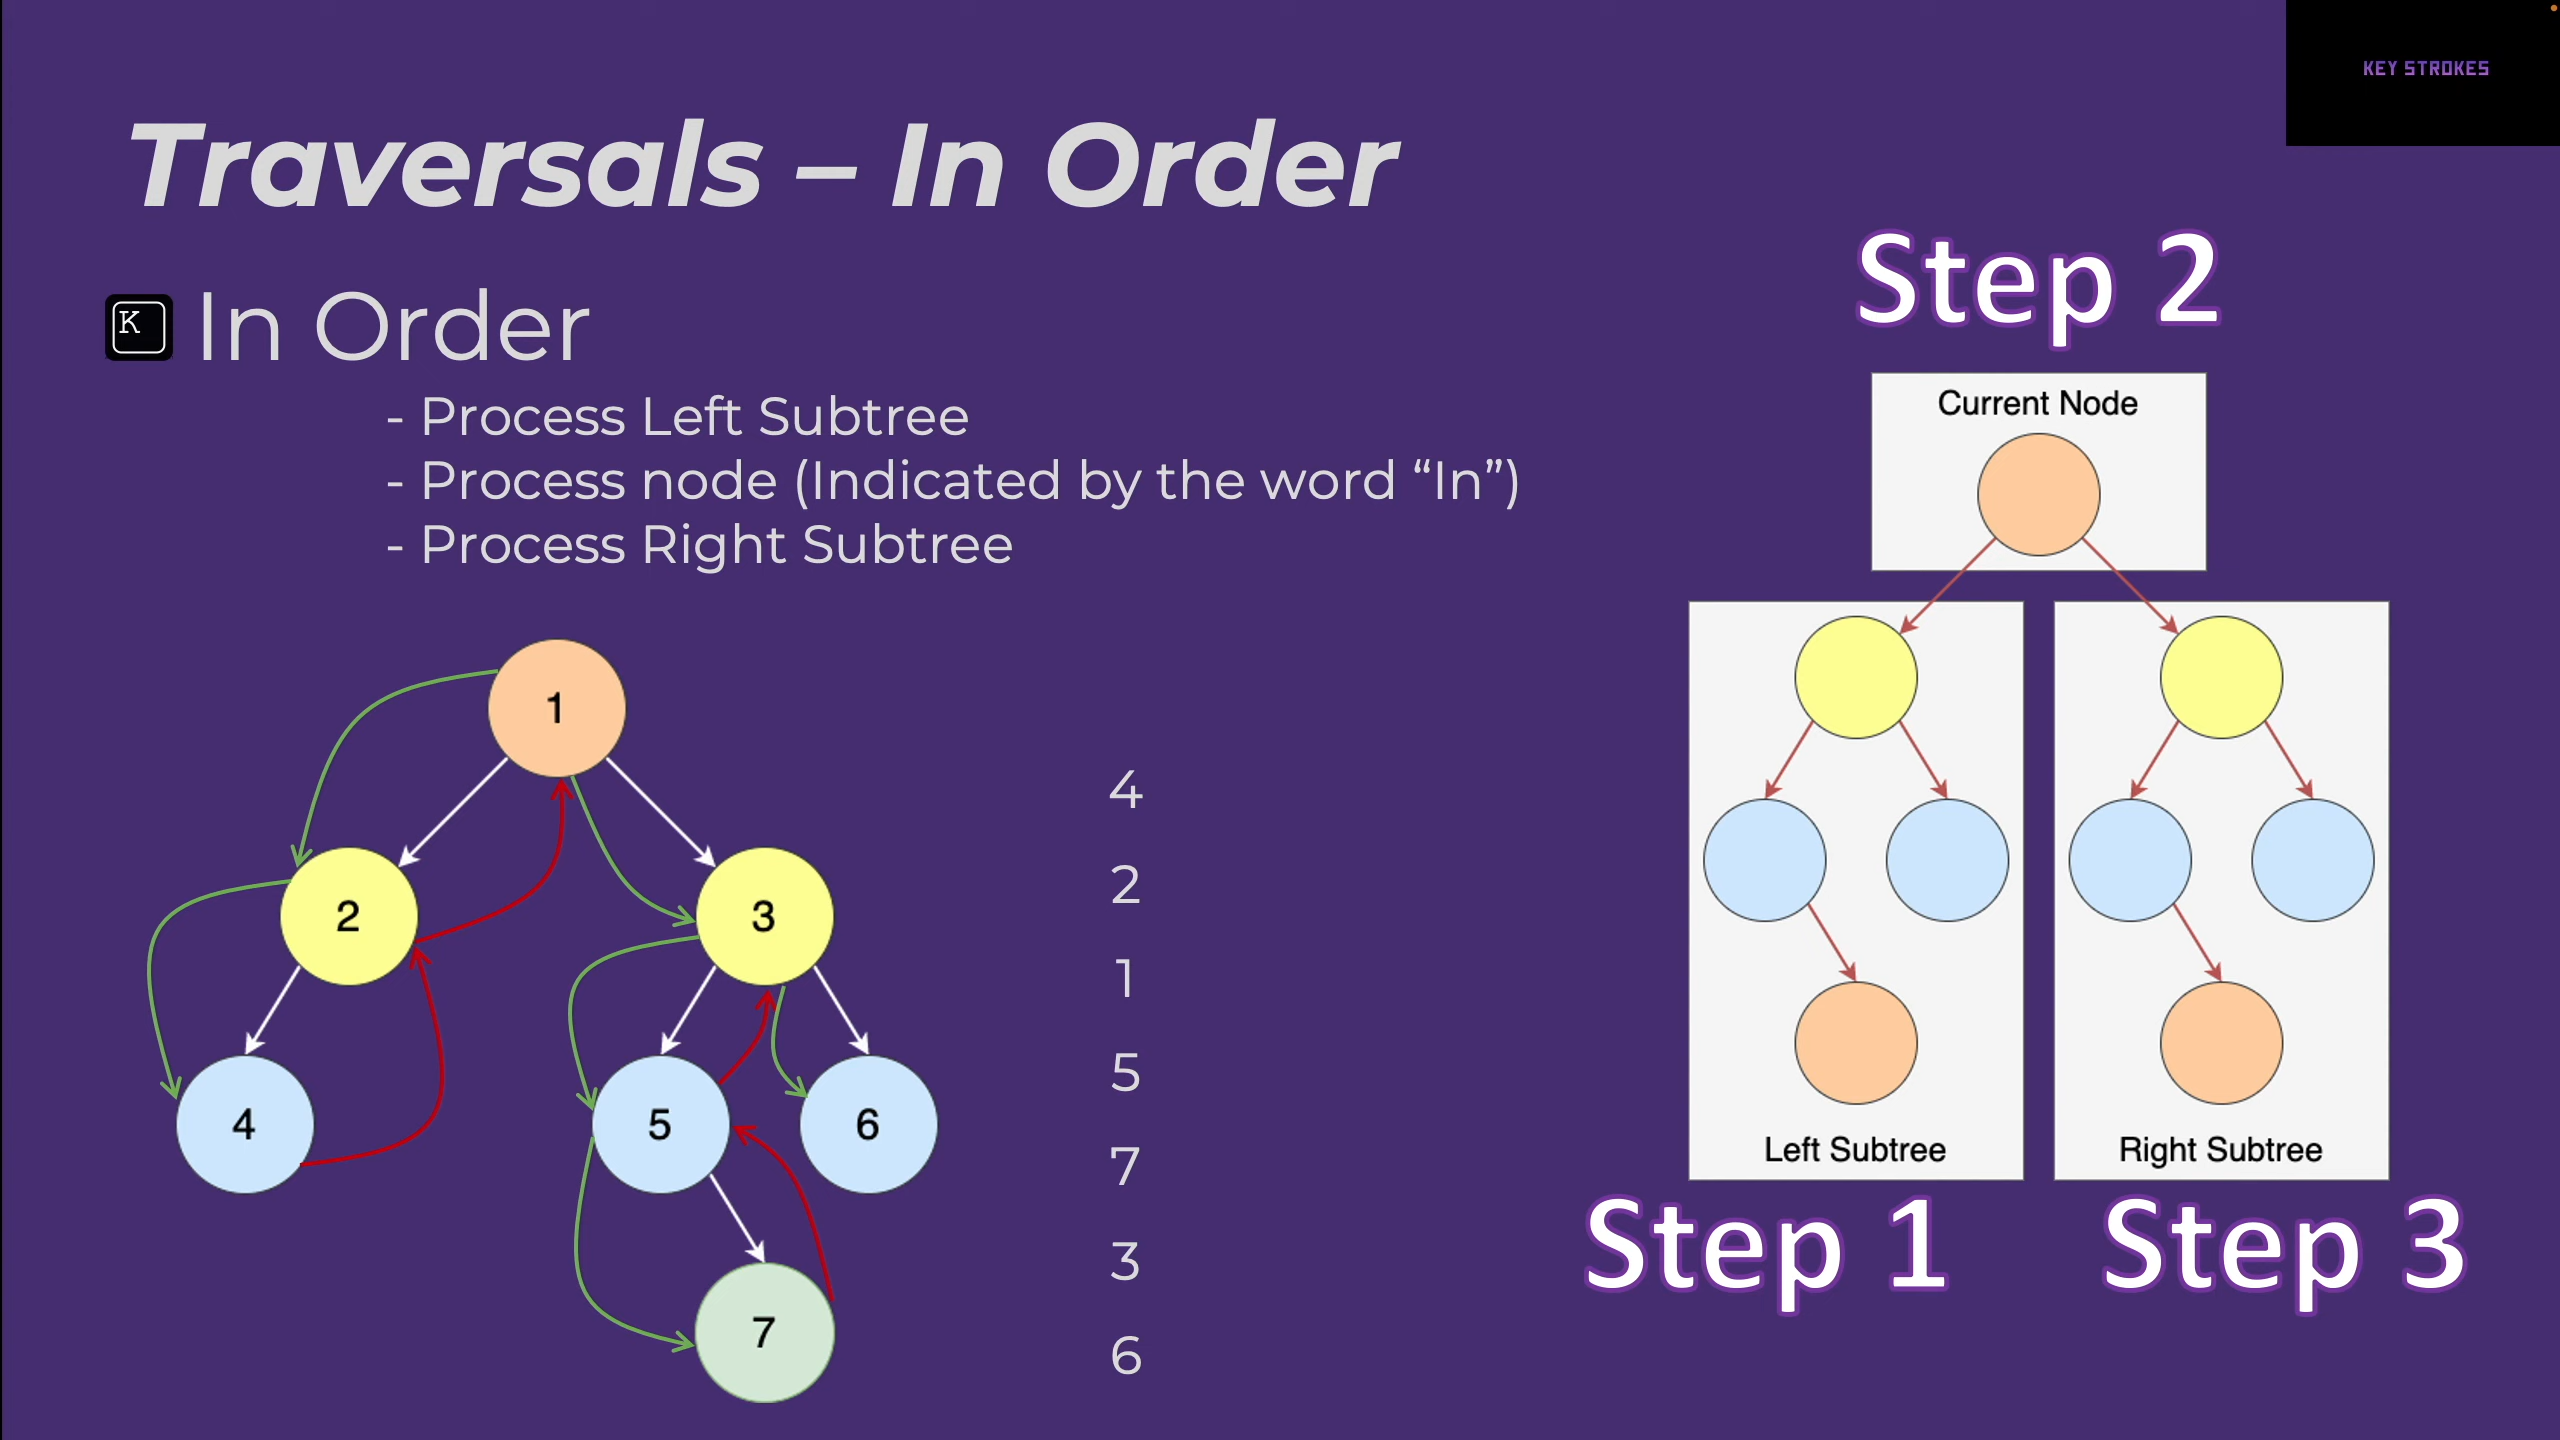 KEY STROKES
Traversals – In Order
K
In Order
- Process Left Subtree
- Process node (Indicated by the word “In”)
- Process Right Subtree
1
2
3
4
5
6
7
4
2
1
5
7
3
6
Step 2
Current Node
Left Subtree
Right Subtree
Step 1
Step 3